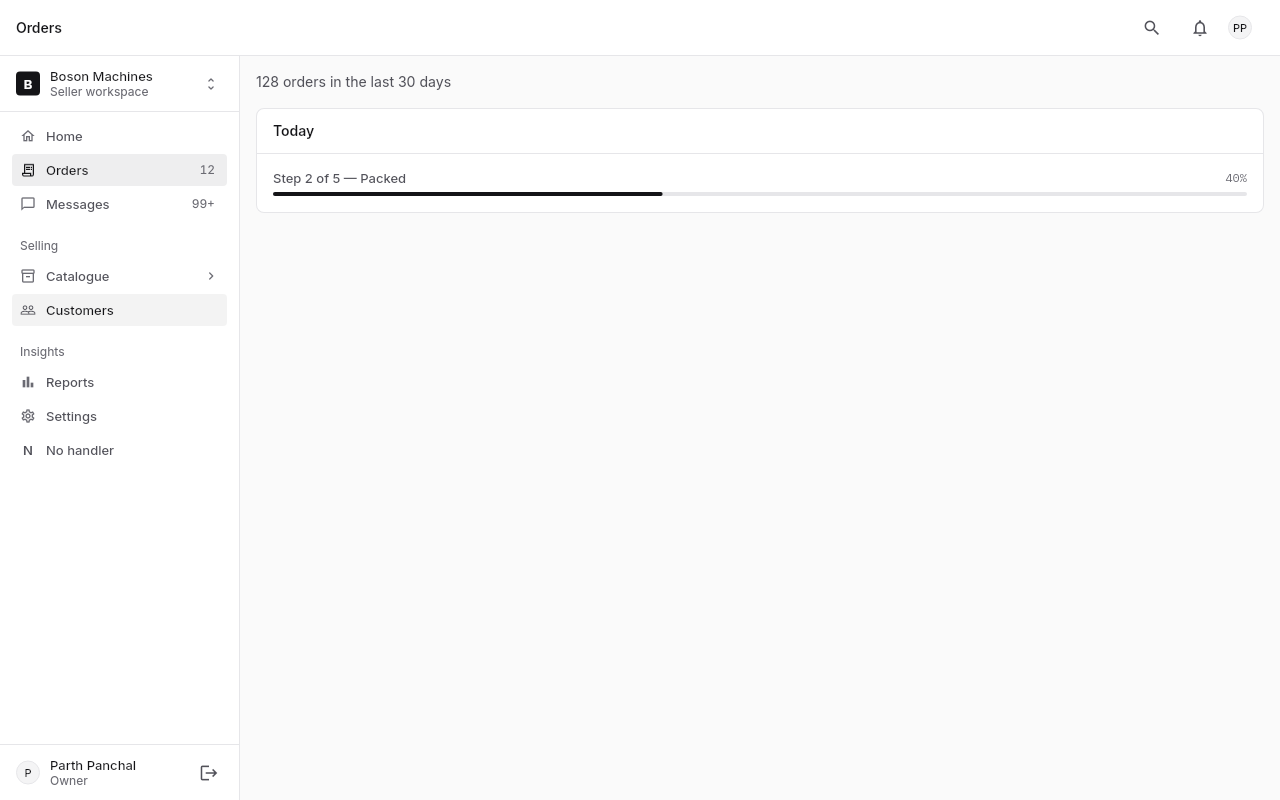 Orders
PP
B
Boson Machines
Seller workspace
Home
Orders 12
Messages 99+
Selling
Catalogue
Customers
Insights
Reports
Settings
N No handler
P
Parth Panchal
Owner
128 orders in the last 30 days
Today
Step 2 of 5 — Packed 40%